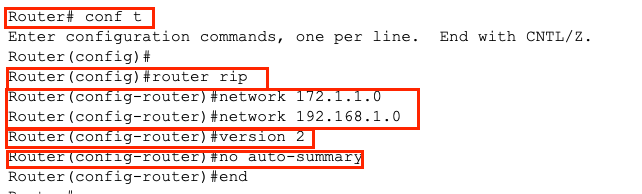 Router# conf t
Enter configuration commands, one per line.  End with CNTL/Z.
Router(config)#
Router(config)#router rip
Router(config-router)#network 172.1.1.0
Router(config-router)#network 192.168.1.0
Router(config-router)#version 2
Router(config-router)#no auto-summary
Router(config-router)#end